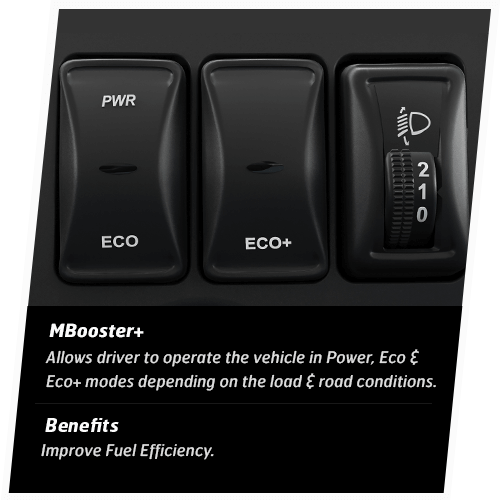 PWR
ECO
ECO+
2
1
0
MBooster+
Allows driver to operate the vehicle in Power, Eco &
Eco+ modes depending on the load & road conditions.
Benefits
Improve Fuel Efficiency.